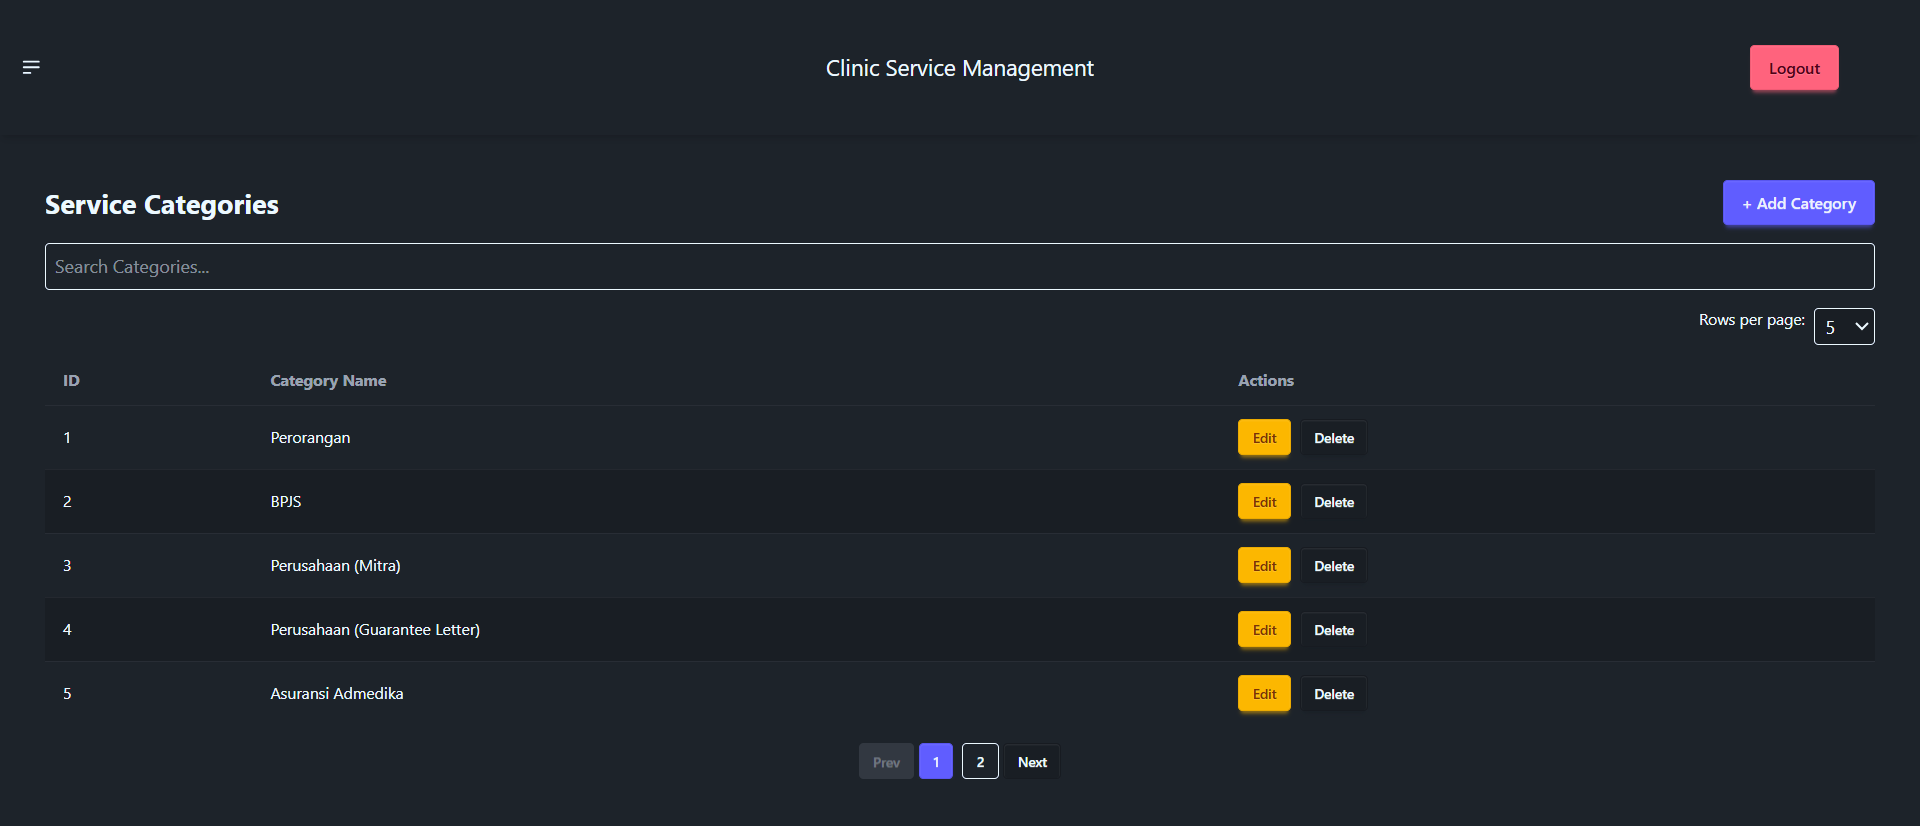 Clinic Service Management
Logout
Service Categories
+ Add Category
Search Categories...
Rows per page: 5
ID Category Name Actions
1 Perorangan Edit Delete
2 BPJS Edit Delete
3 Perusahaan (Mitra) Edit Delete
4 Perusahaan (Guarantee Letter) Edit Delete
5 Asuransi Admedika Edit Delete
Prev 1 2 Next